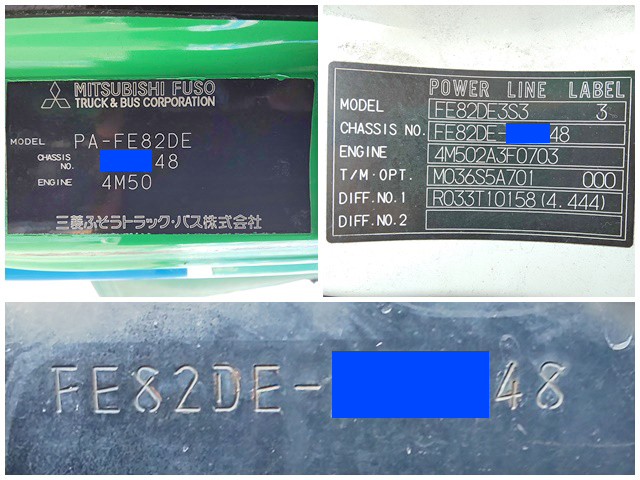 MITSUBISHI FUSO
TRUCK & BUS CORPORATION
MODEL PA-FE82DE
CHASSIS NO. 48
ENGINE 4M50
三菱ふそうトラック・バス株式会社
POWER LINE LABEL
MODEL FE82DE3S3 3
CHASSIS NO. FE82DE- 48
ENGINE 4M502A3F0703
T/M·OPT. M036S5A701 000
DIFF.NO.1 R033T10158(4.444)
DIFF.NO.2
FE82DE- 48